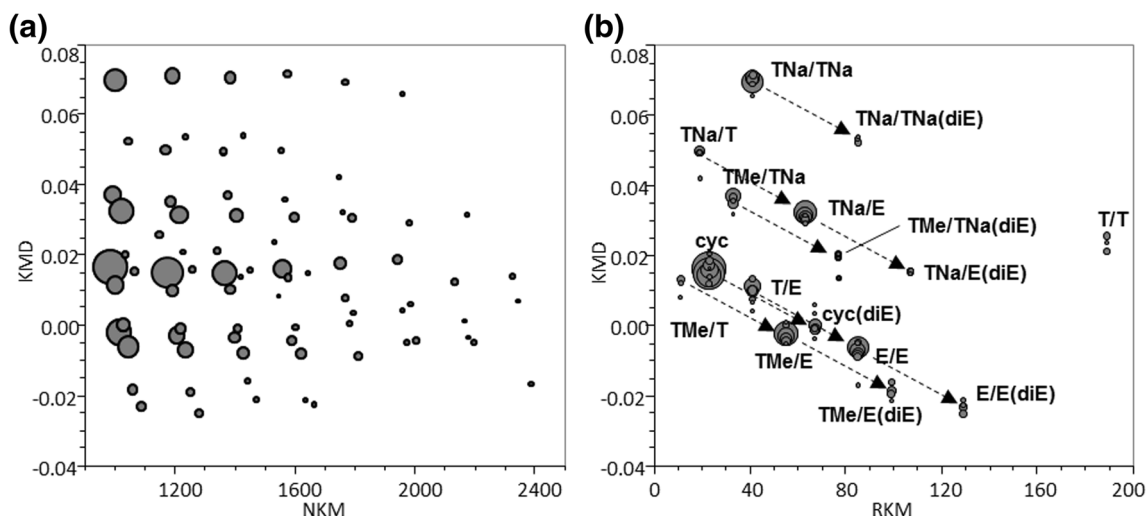 (a)
0.08
0.06
0.04
0.02
0.00
-0.02
-0.04
KMD
1200
1600
2000
2400
NKM
(b)
0.08
0.06
0.04
0.02
0.00
-0.02
-0.04
KMD
0
40
80
120
160
200
RKM
TNa/TNa
TNa/TNa(diE)
TNa/T
TMe/TNa
TNa/E
T/T
cyc
TMe/TNa(diE)
TNa/E(diE)
T/E
cyc(diE)
TMe/T
E/E
TMe/E
E/E(diE)
TMe/E(diE)